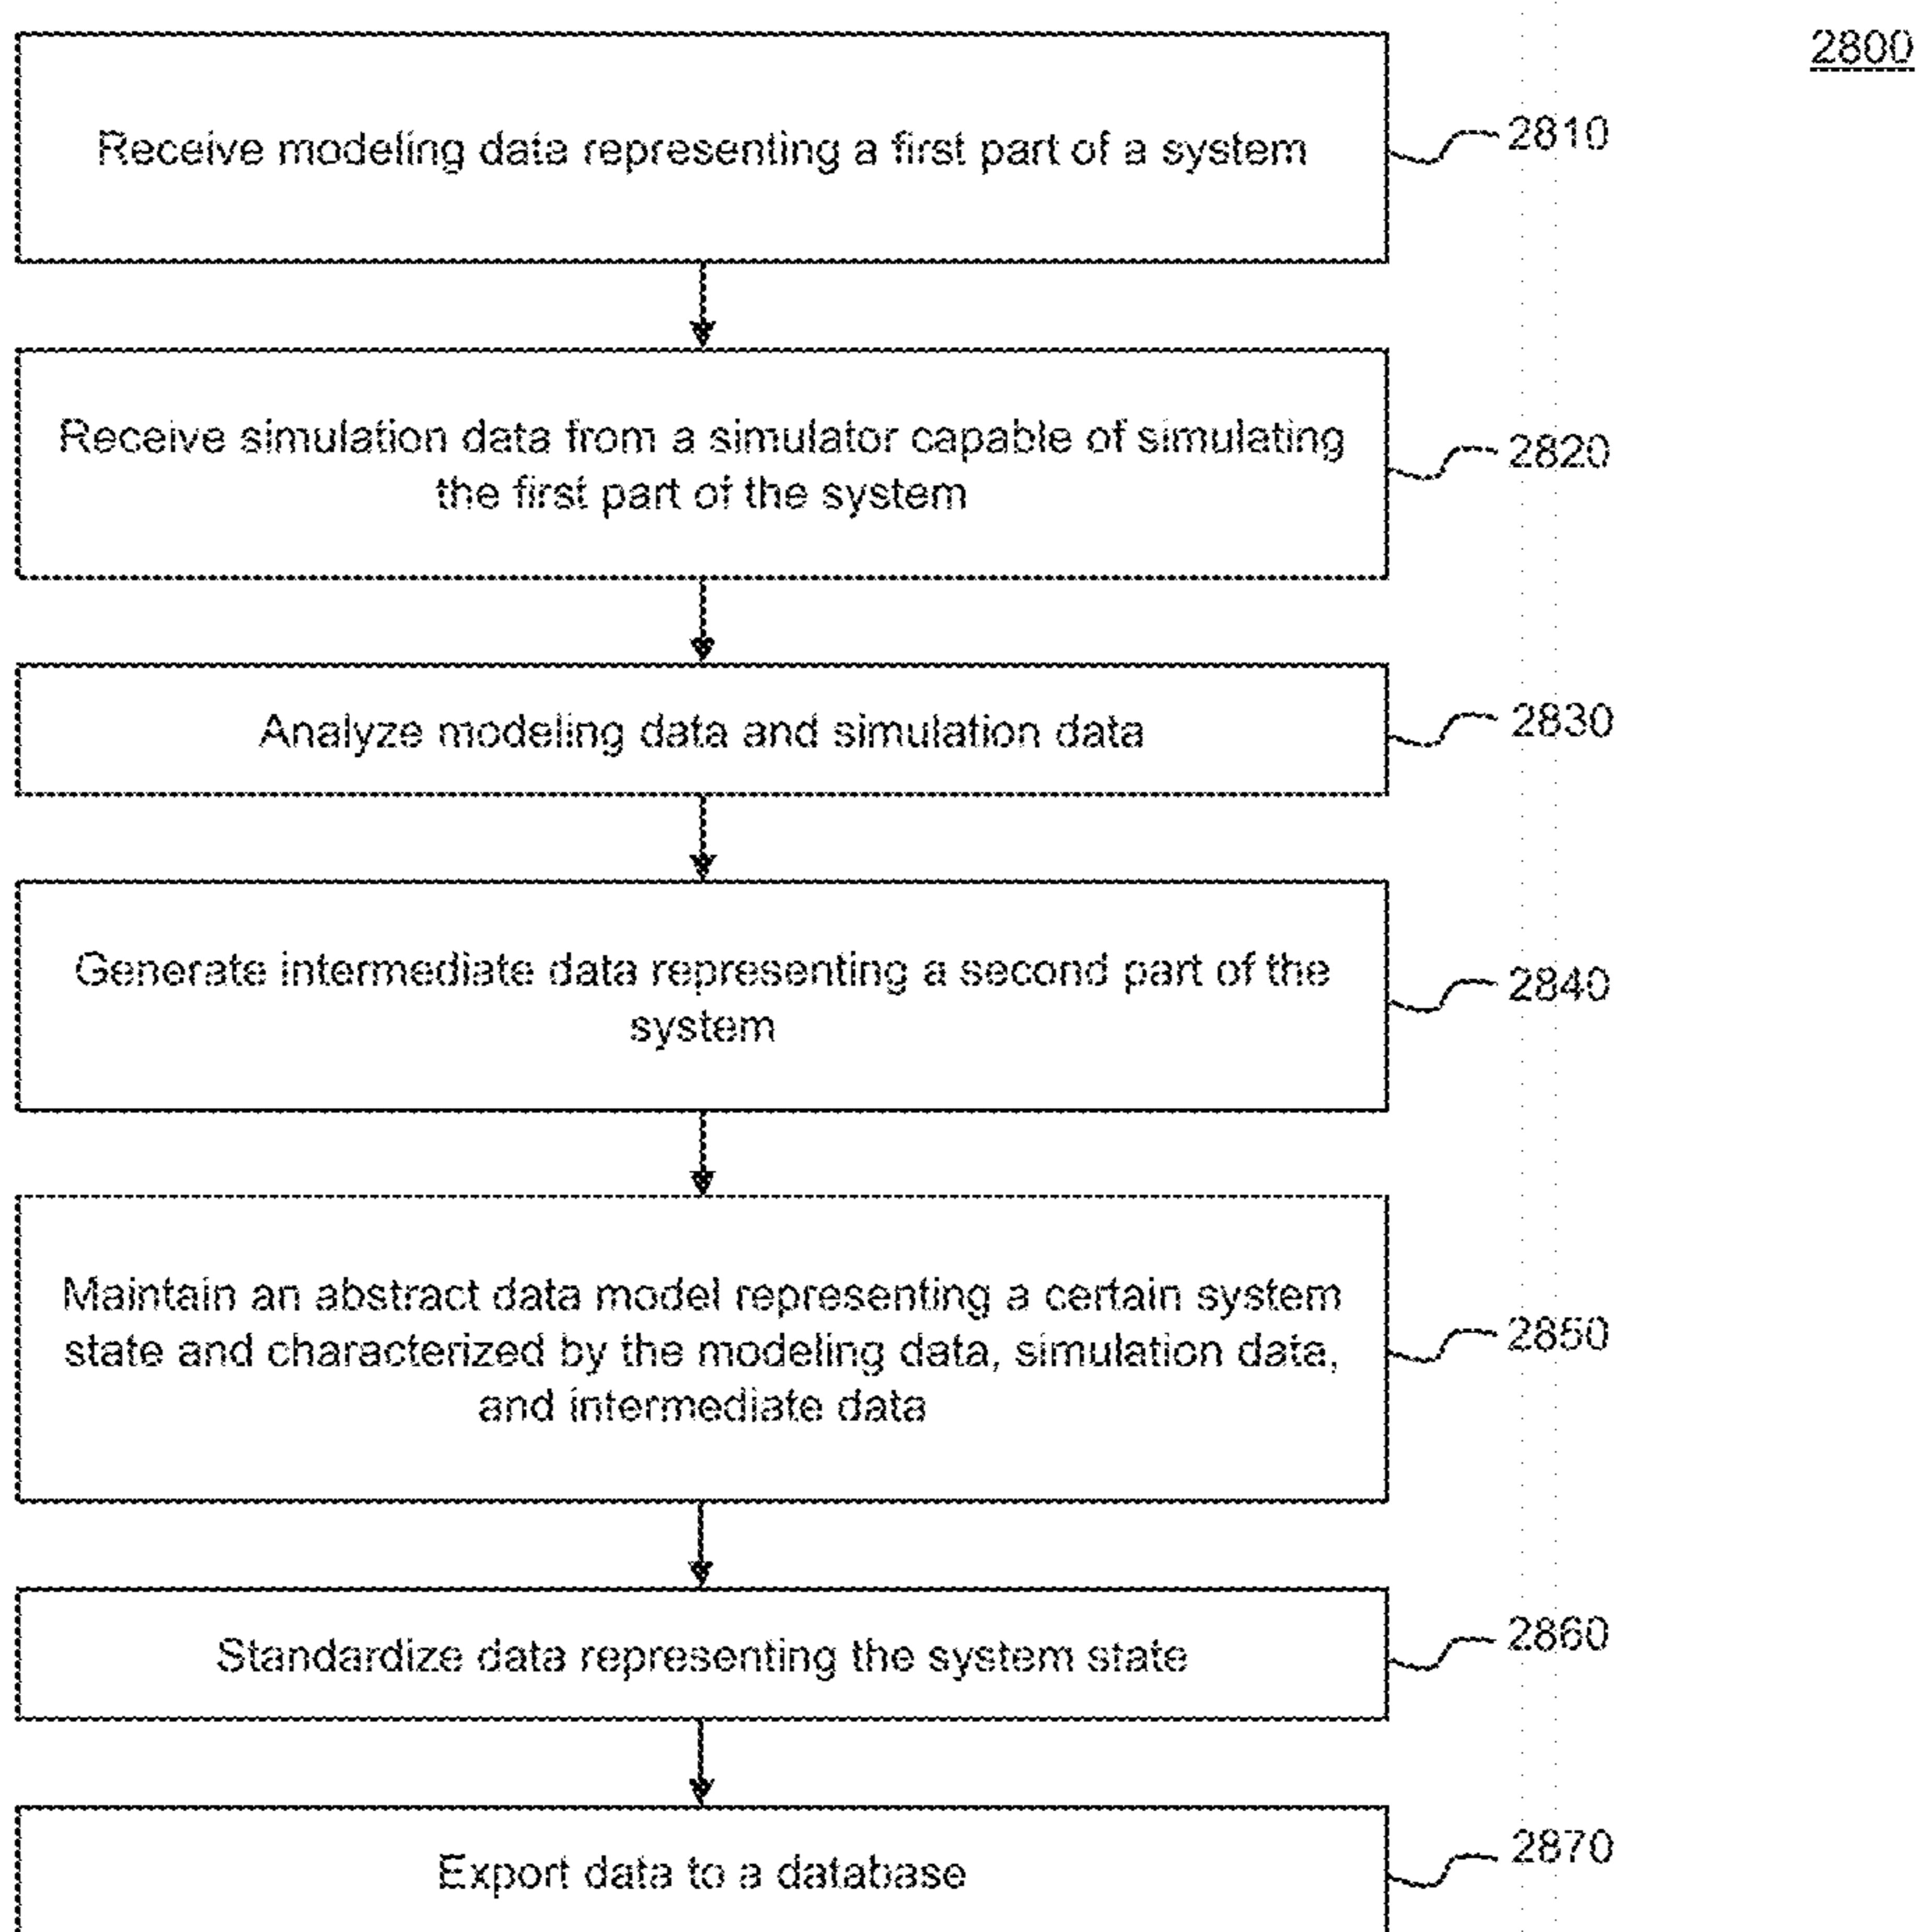 2800
Receive modeling data representing a first part of a system
2810
Receive simulation data from a simulator capable of simulating
the first part of the system
2820
Analyze modeling data and simulation data
2830
Generate intermediate data representing a second part of the
system
2840
Maintain an abstract data model representing a certain system
state and characterized by the modeling data, simulation data,
and intermediate data
2850
Standardize data representing the system state
2860
Export data to a database
2870